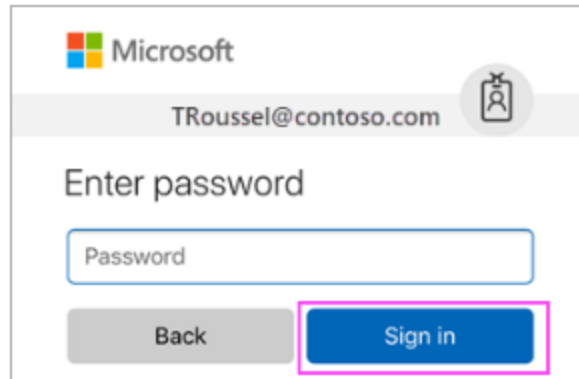 Microsoft
TRoussel@contoso.com
Enter password
Password
Back Sign in